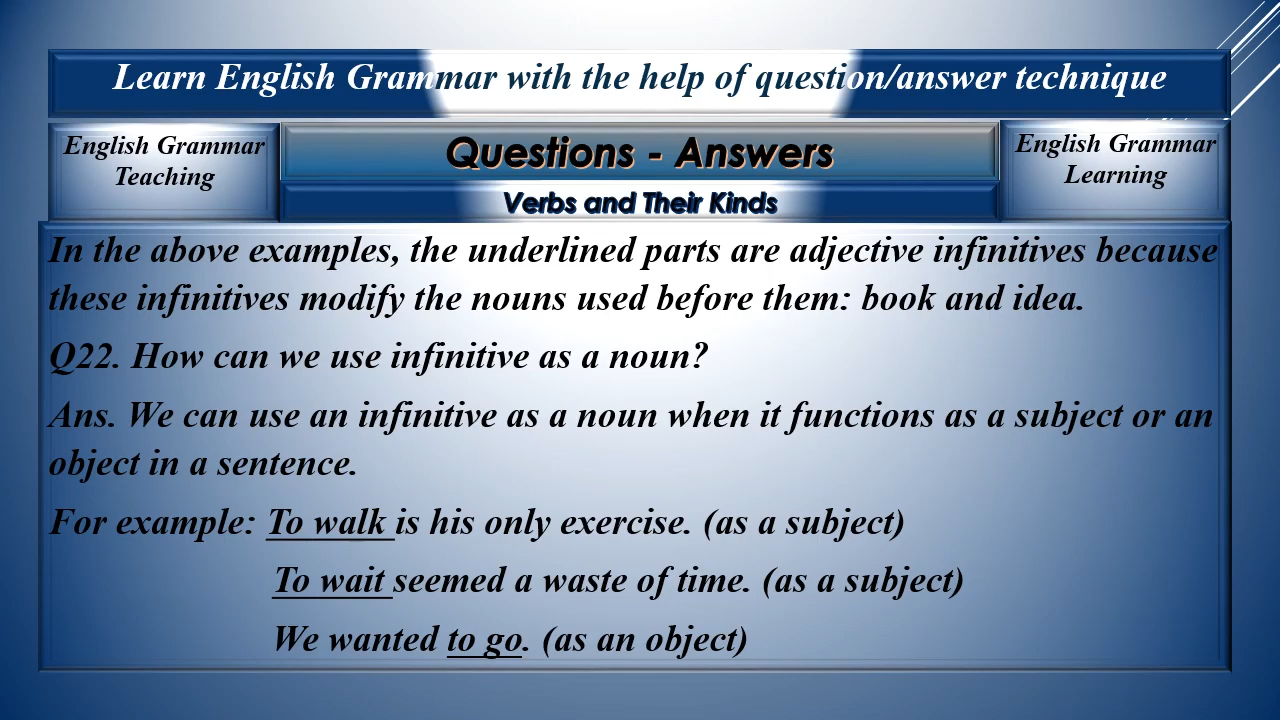 Learn English Grammar with the help of question/answer technique
English Grammar
Teaching
Questions - Answers
Verbs and Their Kinds
English Grammar
Learning
In the above examples, the underlined parts are adjective infinitives because
these infinitives modify the nouns used before them: book and idea.
Q22. How can we use infinitive as a noun?
Ans. We can use an infinitive as a noun when it functions as a subject or an
object in a sentence.
For example: To walk is his only exercise. (as a subject)
To wait seemed a waste of time. (as a subject)
We wanted to go. (as an object)